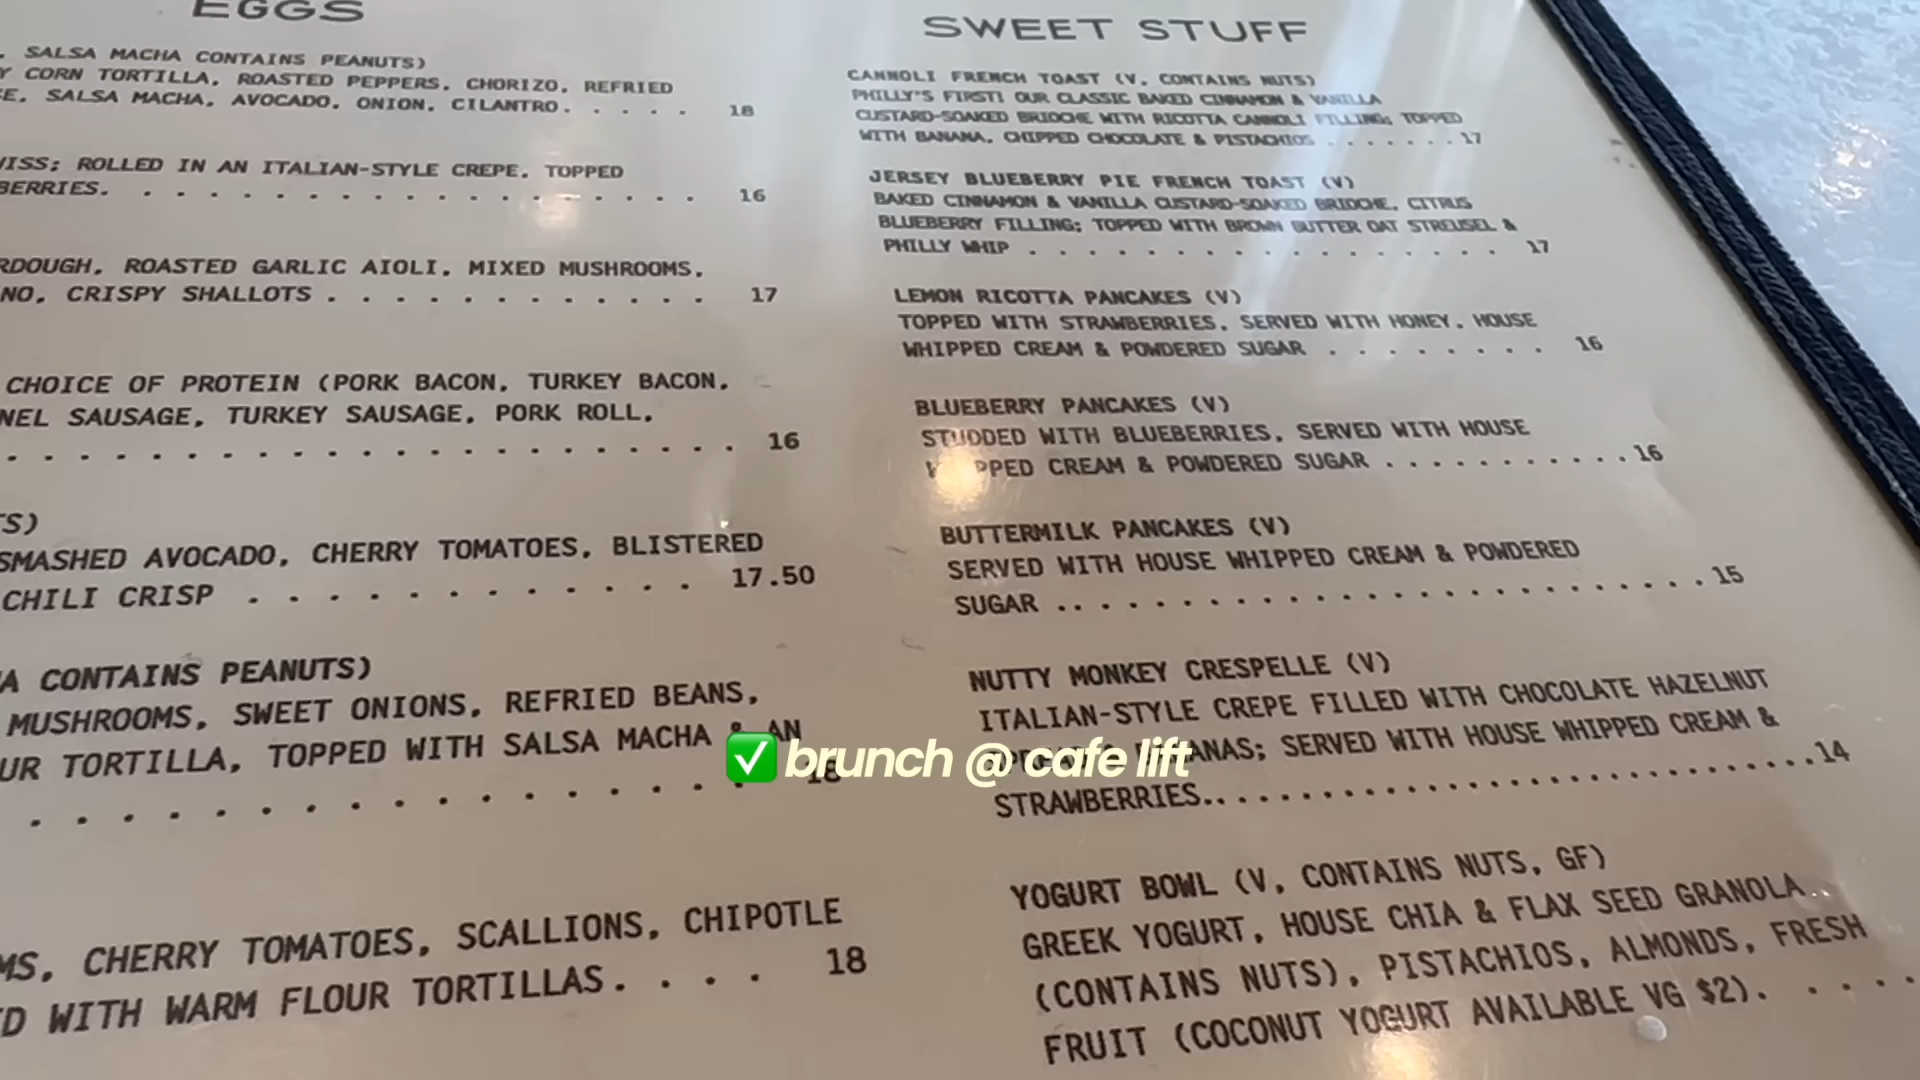 EGGS
SALSA MACHA CONTAINS PEANUTS)
CORN TORTILLA, ROASTED PEPPERS, CHORIZO, REFRIED
SALSA MACHA, AVOCADO, ONION, CILANTRO. . . . . 18
ROLLED IN AN ITALIAN-STYLE CREPE, TOPPED
BERRIES. . . . . . . . . . . . . . . . . 16
ROASTED GARLIC AIOLI, MIXED MUSHROOMS,
CRISPY SHALLOTS . . . . . . . . . . . . 17
CHOICE OF PROTEIN (PORK BACON, TURKEY BACON,
SAUSAGE, TURKEY SAUSAGE, PORK ROLL,
. . . . . . . . . . . . . . . . . . 16
SMASHED AVOCADO, CHERRY TOMATOES, BLISTERED
CHILI CRISP . . . . . . . . . . . 17.50
CONTAINS PEANUTS)
MUSHROOMS, SWEET ONIONS, REFRIED BEANS,
TORTILLA, TOPPED WITH SALSA MACHA & AN
. . . . . . . . . . . . . . . . 18
CHERRY TOMATOES, SCALLIONS, CHIPOTLE
WITH WARM FLOUR TORTILLAS. . . . 18
SWEET STUFF
CANNOLI FRENCH TOAST (V, CONTAINS NUTS)
PHILLY'S FIRST! OUR CLASSIC BAKED CINNAMON & VANILLA
CUSTARD-SOAKED BRIOCHE WITH RICOTTA CANNOLI FILLING; TOPPED
WITH BANANA, CHIPPED CHOCOLATE & PISTACHIOS . . . . . . . 17
JERSEY BLUEBERRY PIE FRENCH TOAST (V)
BAKED CINNAMON & VANILLA CUSTARD-SOAKED BRIOCHE, CITRUS
BLUEBERRY FILLING; TOPPED WITH BROWN BUTTER OAT STREUSEL &
PHILLY WHIP . . . . . . . . . . . . . . . . 17
LEMON RICOTTA PANCAKES (V)
TOPPED WITH STRAWBERRIES, SERVED WITH HONEY, HOUSE
WHIPPED CREAM & POWDERED SUGAR . . . . . . . . 16
BLUEBERRY PANCAKES (V)
STUDDED WITH BLUEBERRIES, SERVED WITH HOUSE
WHIPPED CREAM & POWDERED SUGAR . . . . . . . . . . . 16
BUTTERMILK PANCAKES (V)
SERVED WITH HOUSE WHIPPED CREAM & POWDERED
SUGAR . . . . . . . . . . . . . . . . . . . . . . . . . . 15
NUTTY MONKEY CRESPELLE (V)
ITALIAN-STYLE CREPE FILLED WITH CHOCOLATE HAZELNUT
SPREAD & BANANAS; SERVED WITH HOUSE WHIPPED CREAM &
STRAWBERRIES. . . . . . . . . . . . . . . . . . . . . . . . 14
YOGURT BOWL (V, CONTAINS NUTS, GF)
GREEK YOGURT, HOUSE CHIA & FLAX SEED GRANOLA
(CONTAINS NUTS), PISTACHIOS, ALMONDS, FRESH
FRUIT (COCONUT YOGURT AVAILABLE VG $2). . . . .
✅ brunch @ cafe lift